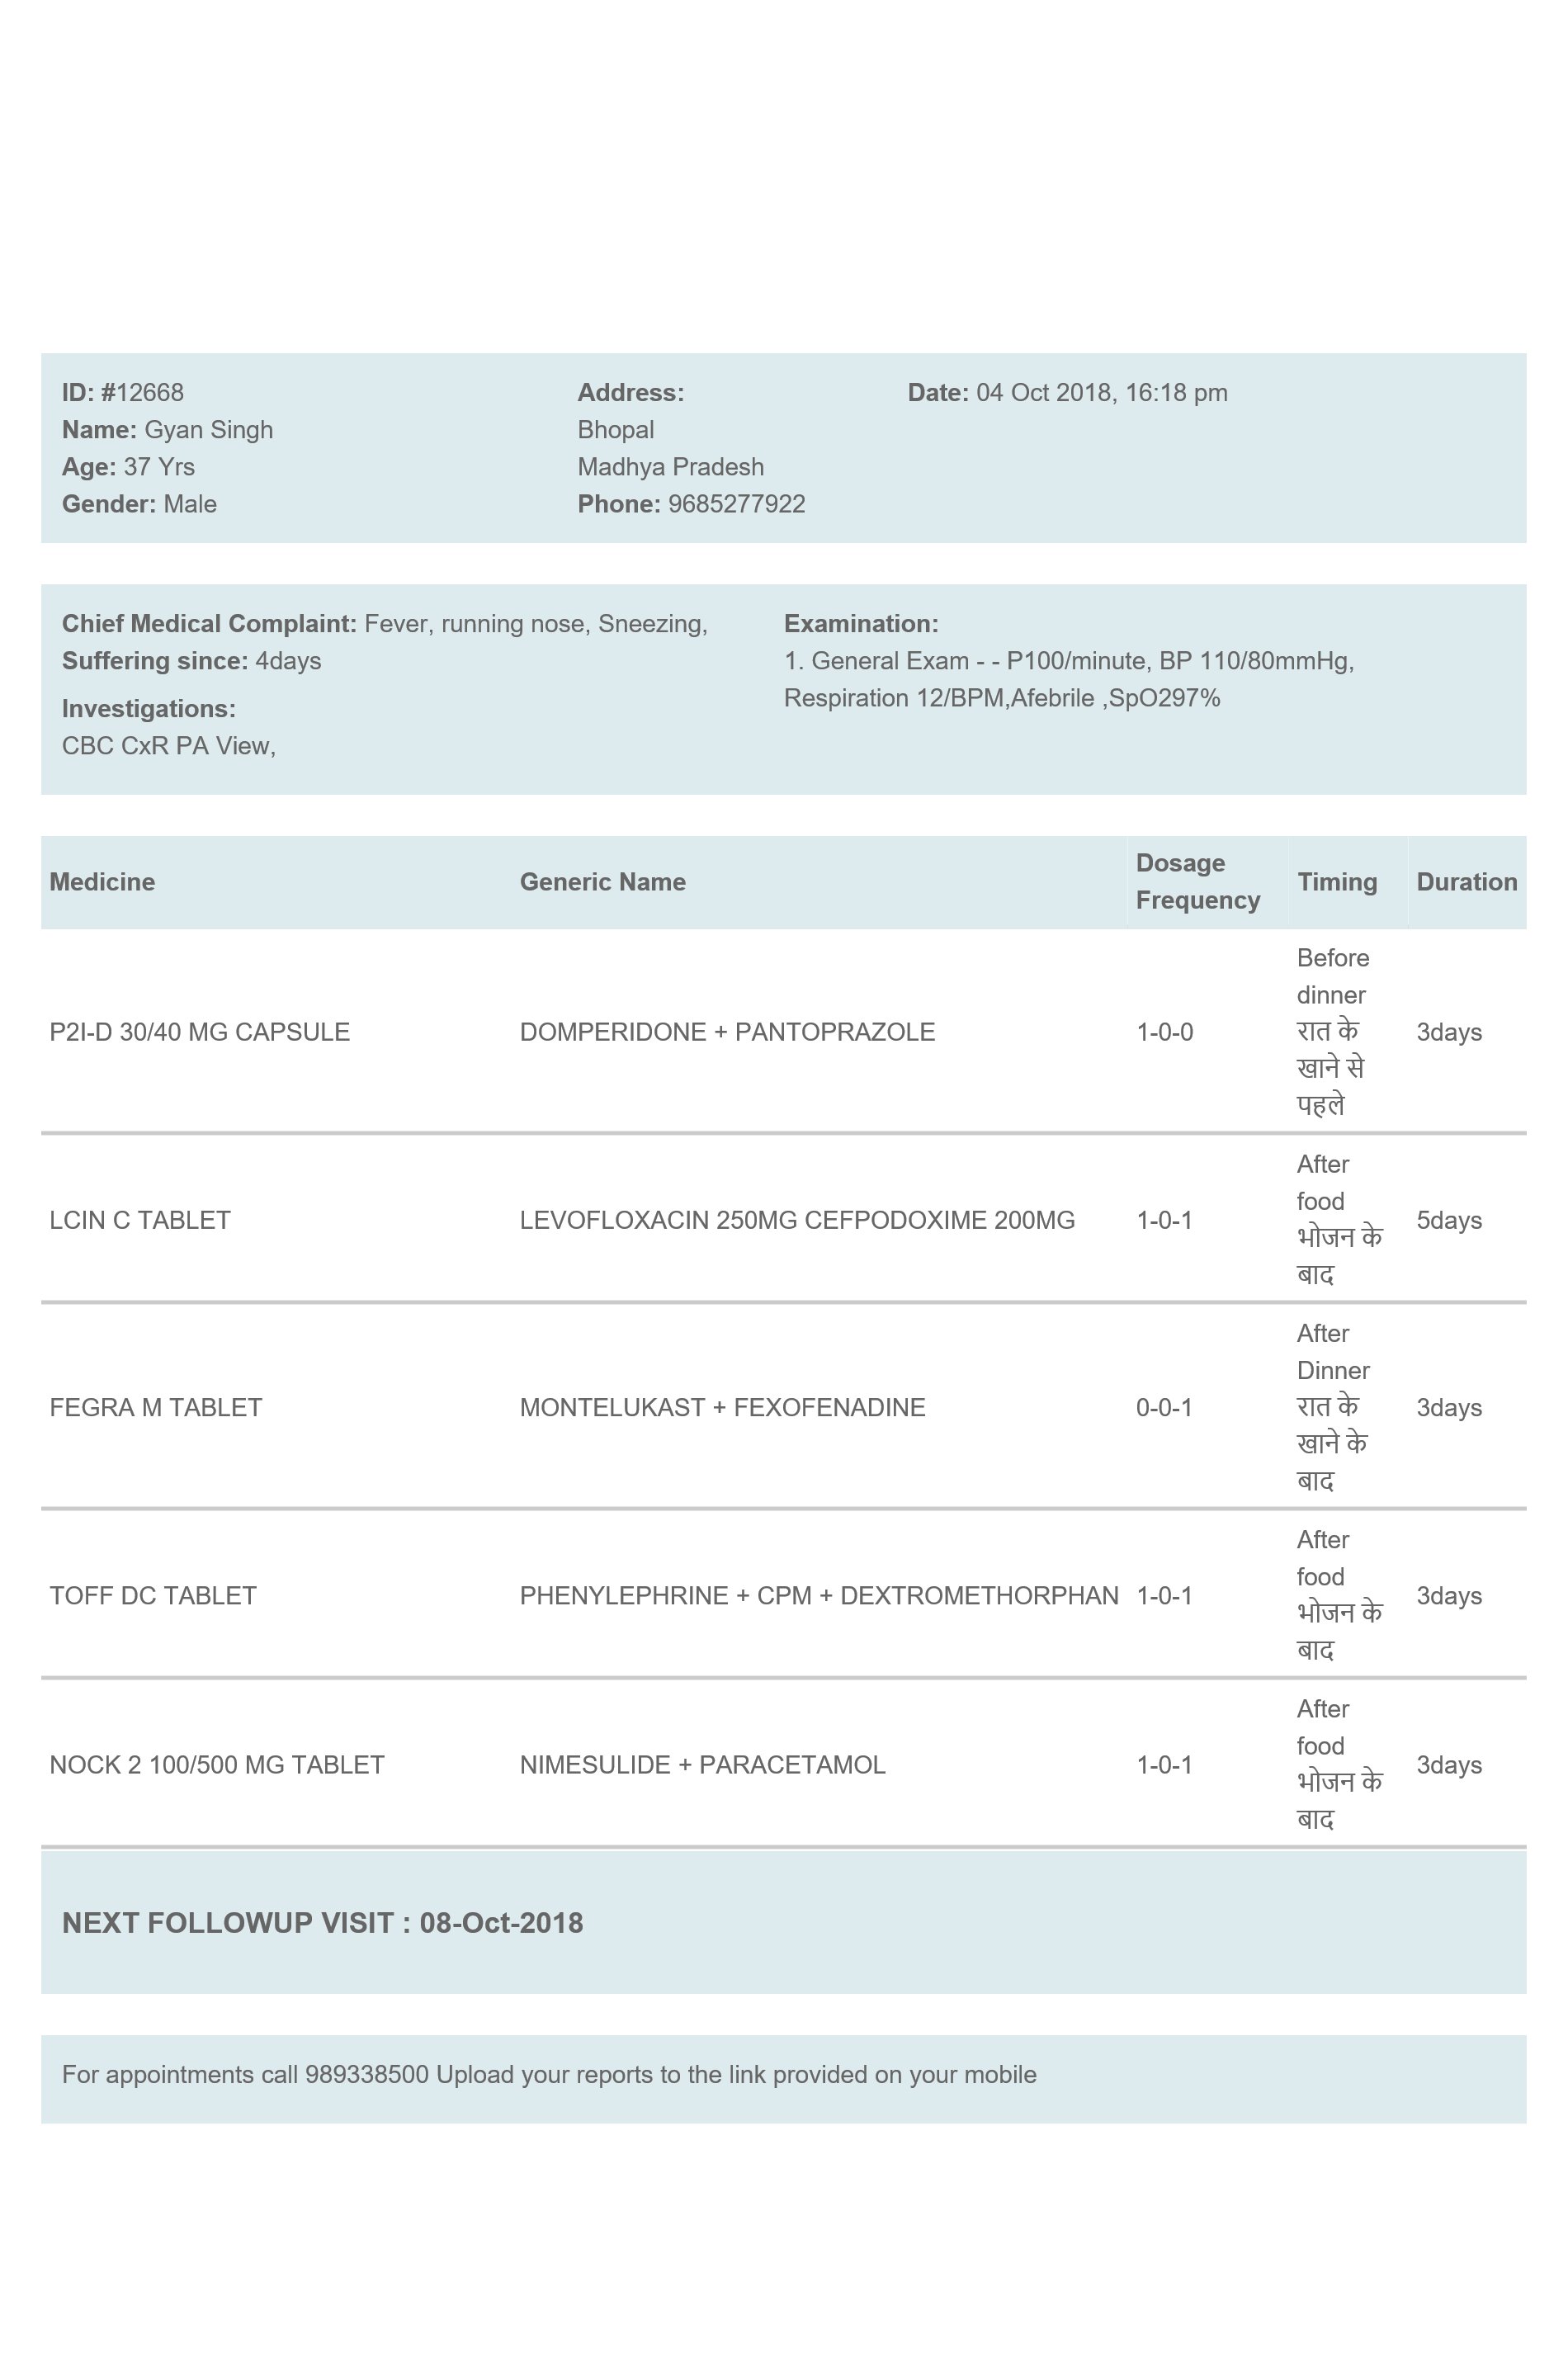 ID: #12668
Name: Gyan Singh
Age: 37 Yrs
Gender: Male
Address:
Bhopal
Madhya Pradesh
Phone: 9685277922
Date: 04 Oct 2018, 16:18 pm
Chief Medical Complaint: Fever, running nose, Sneezing,
Suffering since: 4days
Investigations:
CBC CxR PA View,
Examination:
1. General Exam - - P100/minute, BP 110/80mmHg,
Respiration 12/BPM,Afebrile ,SpO297%
Medicine
Generic Name
Dosage
Frequency
Timing
Duration
P2I-D 30/40 MG CAPSULE
DOMPERIDONE + PANTOPRAZOLE
1-0-0
Before
dinner
रात के
खाने से
पहले
3days
LCIN C TABLET
LEVOFLOXACIN 250MG CEFPODOXIME 200MG
1-0-1
After
food
भोजन के
बाद
5days
FEGRA M TABLET
MONTELUKAST + FEXOFENADINE
0-0-1
After
Dinner
रात के
खाने के
बाद
3days
TOFF DC TABLET
PHENYLEPHRINE + CPM + DEXTROMETHORPHAN
1-0-1
After
food
भोजन के
बाद
3days
NOCK 2 100/500 MG TABLET
NIMESULIDE + PARACETAMOL
1-0-1
After
food
भोजन के
बाद
3days
NEXT FOLLOWUP VISIT : 08-Oct-2018
For appointments call 989338500 Upload your reports to the link provided on your mobile